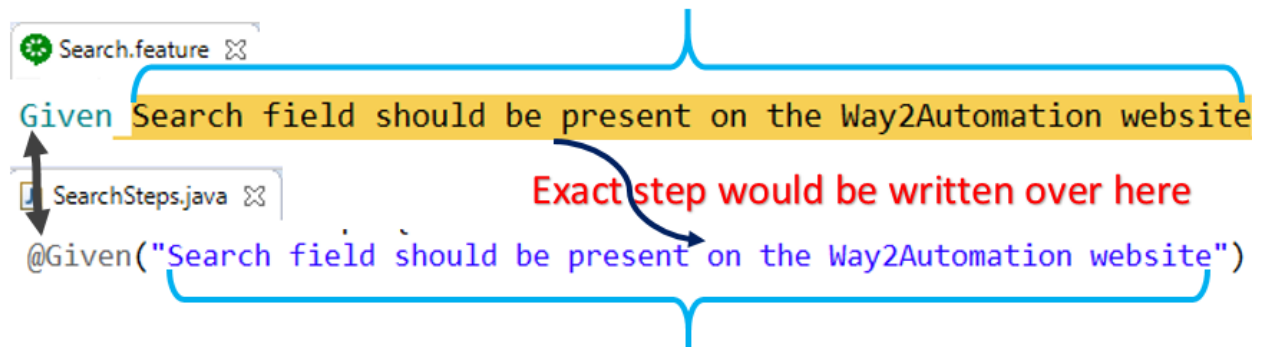 Search.feature
Given Search field should be present on the Way2Automation website
SearchSteps.java
Exact step would be written over here
@Given("Search field should be present on the Way2Automation website")